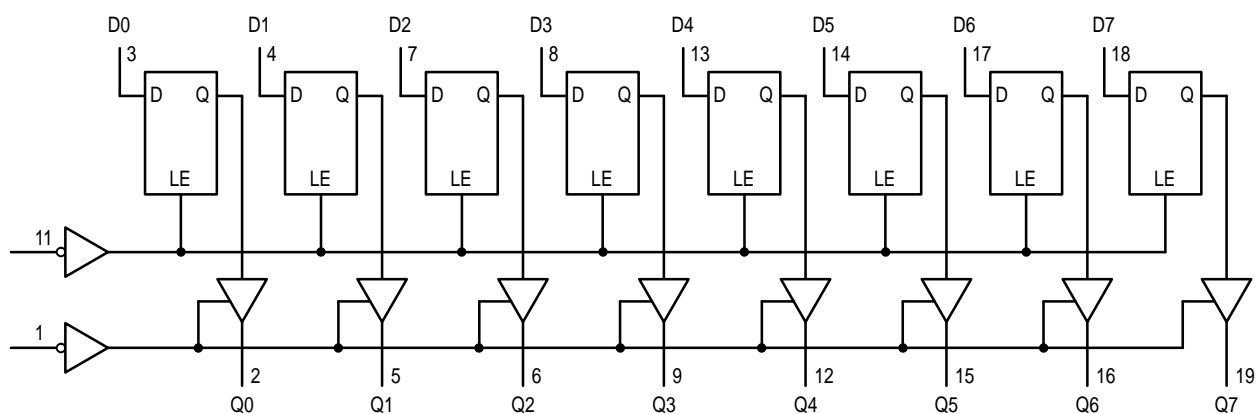 D0 D1 D2 D3 D4 D5 D6 D7
3 4 7 8 13 14 17 18
D Q D Q D Q D Q D Q D Q D Q D Q
LE LE LE LE LE LE LE LE
11
1
2 5 6 9 12 15 16 19
Q0 Q1 Q2 Q3 Q4 Q5 Q6 Q7